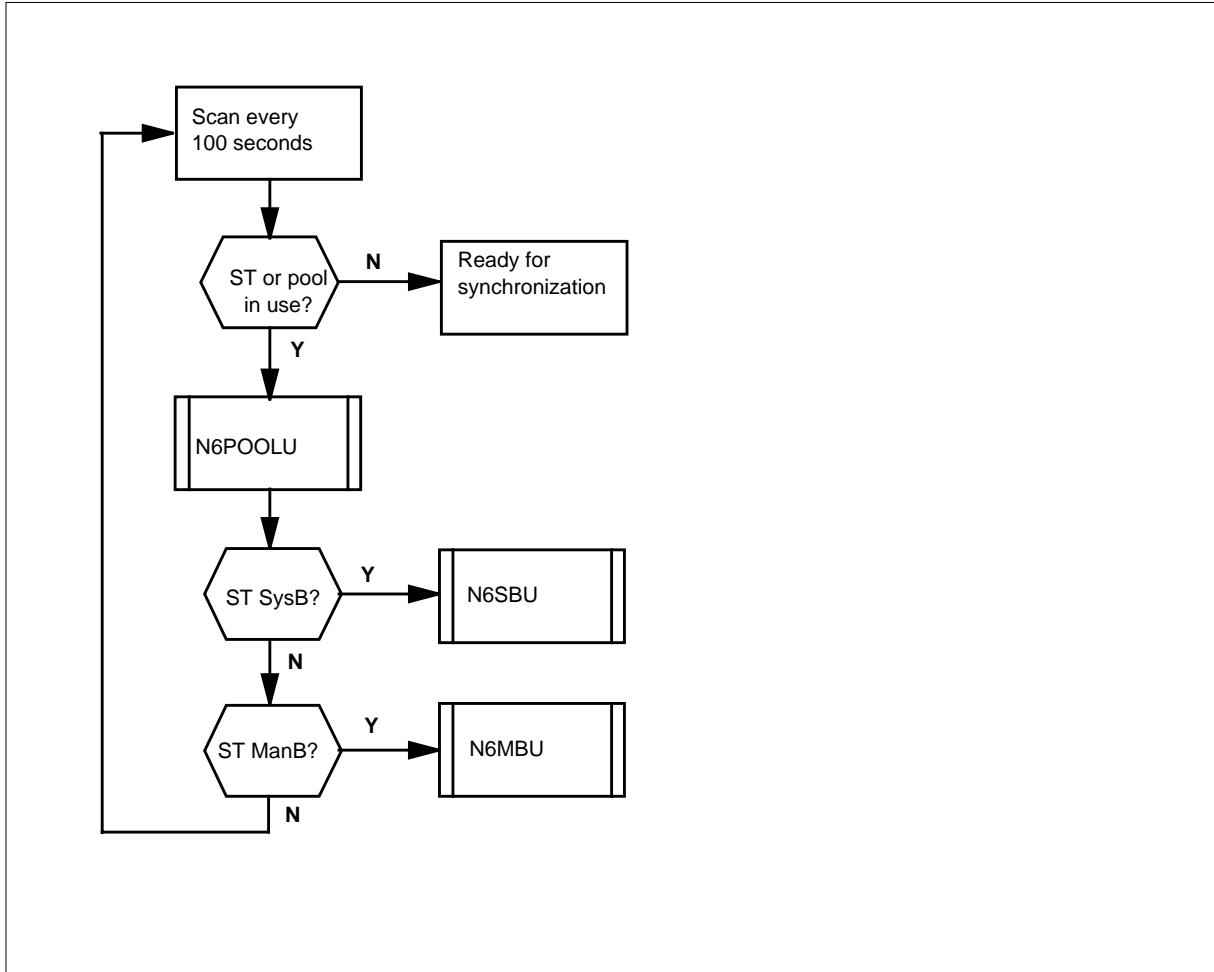 Scan every
100 seconds
ST or pool
in use?
N
Ready for
synchronization
Y
N6POOLU
ST SysB?
Y
N6SBU
N
ST ManB?
Y
N6MBU
N